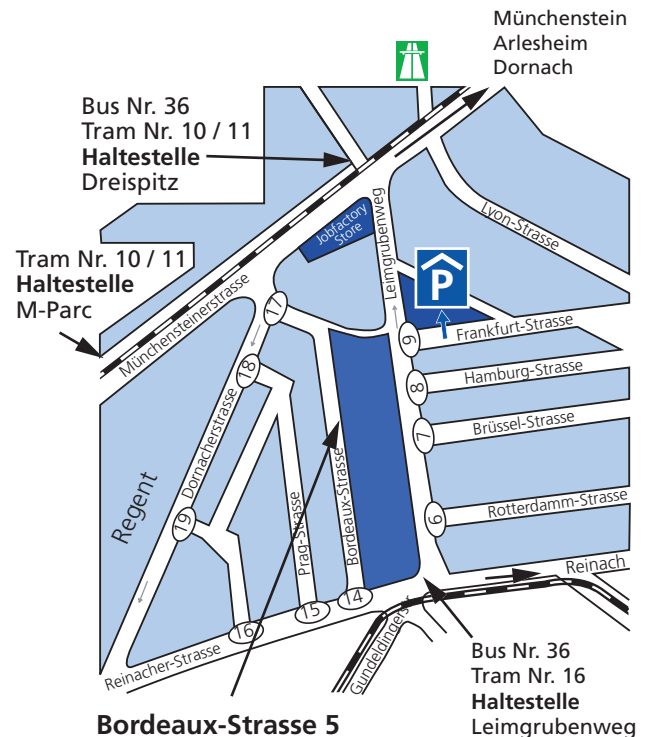 Münchenstein
Arlesheim
Dornach
Bus Nr. 36
Tram Nr. 10 / 11
Haltestelle
Dreispitz
Tram Nr. 10 / 11
Haltestelle
M-Parc
Jobfactory
Store
Leimgrubenweg
Lyon-Strasse
P
Münchensteinerstrasse
Frankfurt-Strasse
Hamburg-Strasse
Brüssel-Strasse
Rotterdamm-Strasse
Reinach
17
18
19
9
8
7
6
Dornacherstrasse
Regent
Prag-Strasse
Bordeaux-Strasse
14
15
16
Reinacher-Strasse
Gundeldingerst
Bordeaux-Strasse 5
Bus Nr. 36
Tram Nr. 16
Haltestelle
Leimgrubenweg